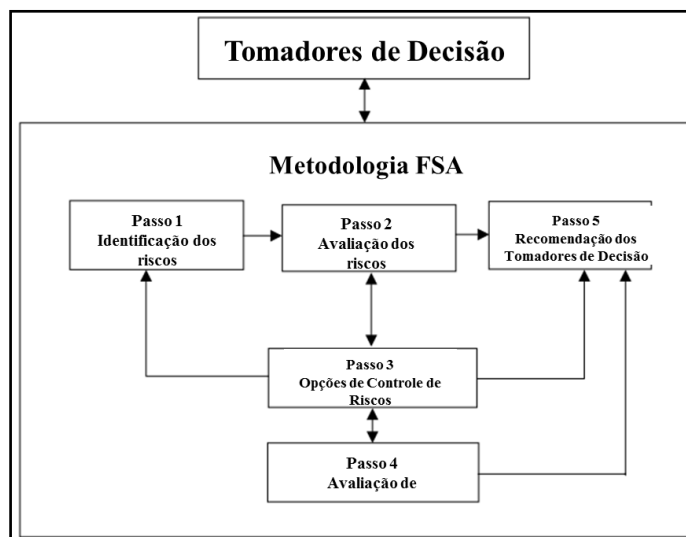 Tomadores de Decisão
Metodologia FSA
Passo 1
Identificação dos
riscos
Passo 2
Avaliação dos
riscos
Passo 5
Recomendação dos
Tomadores de Decisão
Passo 3
Opções de Controle de
Riscos
Passo 4
Avaliação de